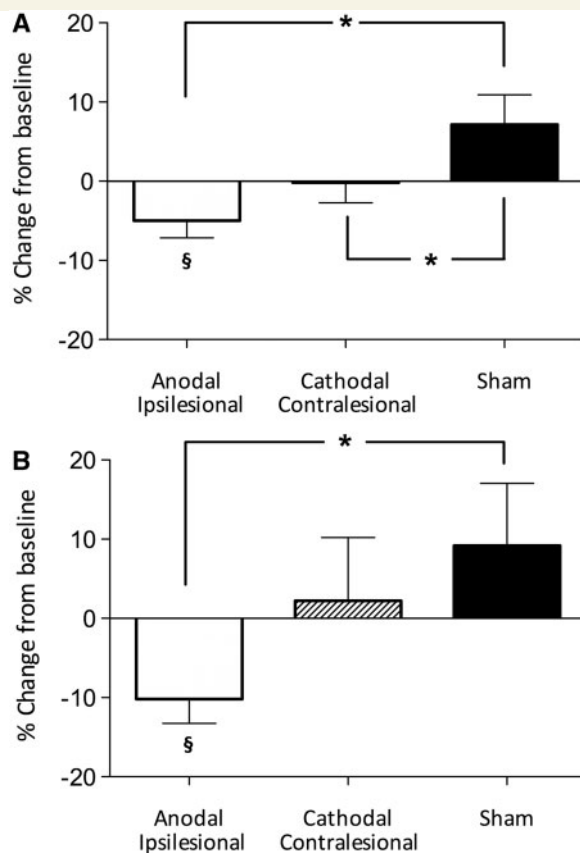 A
% Change from baseline
20
*
10
0
-10
§
*
-20
Anodal
Ipsilesional
Cathodal
Contralesional
Sham
B
% Change from baseline
20
*
10
0
-10
§
-20
Anodal
Ipsilesional
Cathodal
Contralesional
Sham